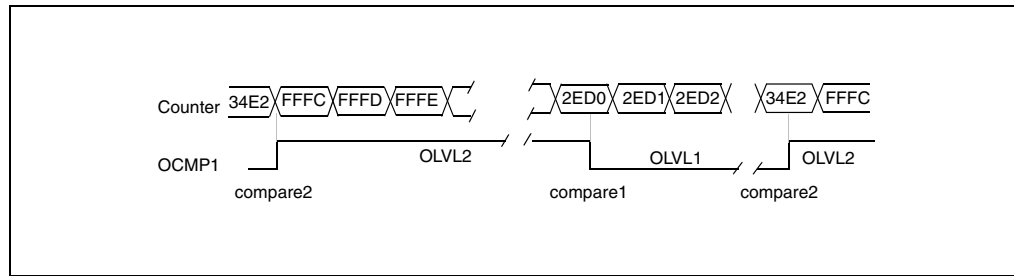 Counter 34E2 FFFC FFFD FFFE 2ED0 2ED1 2ED2 34E2 FFFC
OCMP1 OLVL2 OLVL1 OLVL2
compare2 compare1 compare2